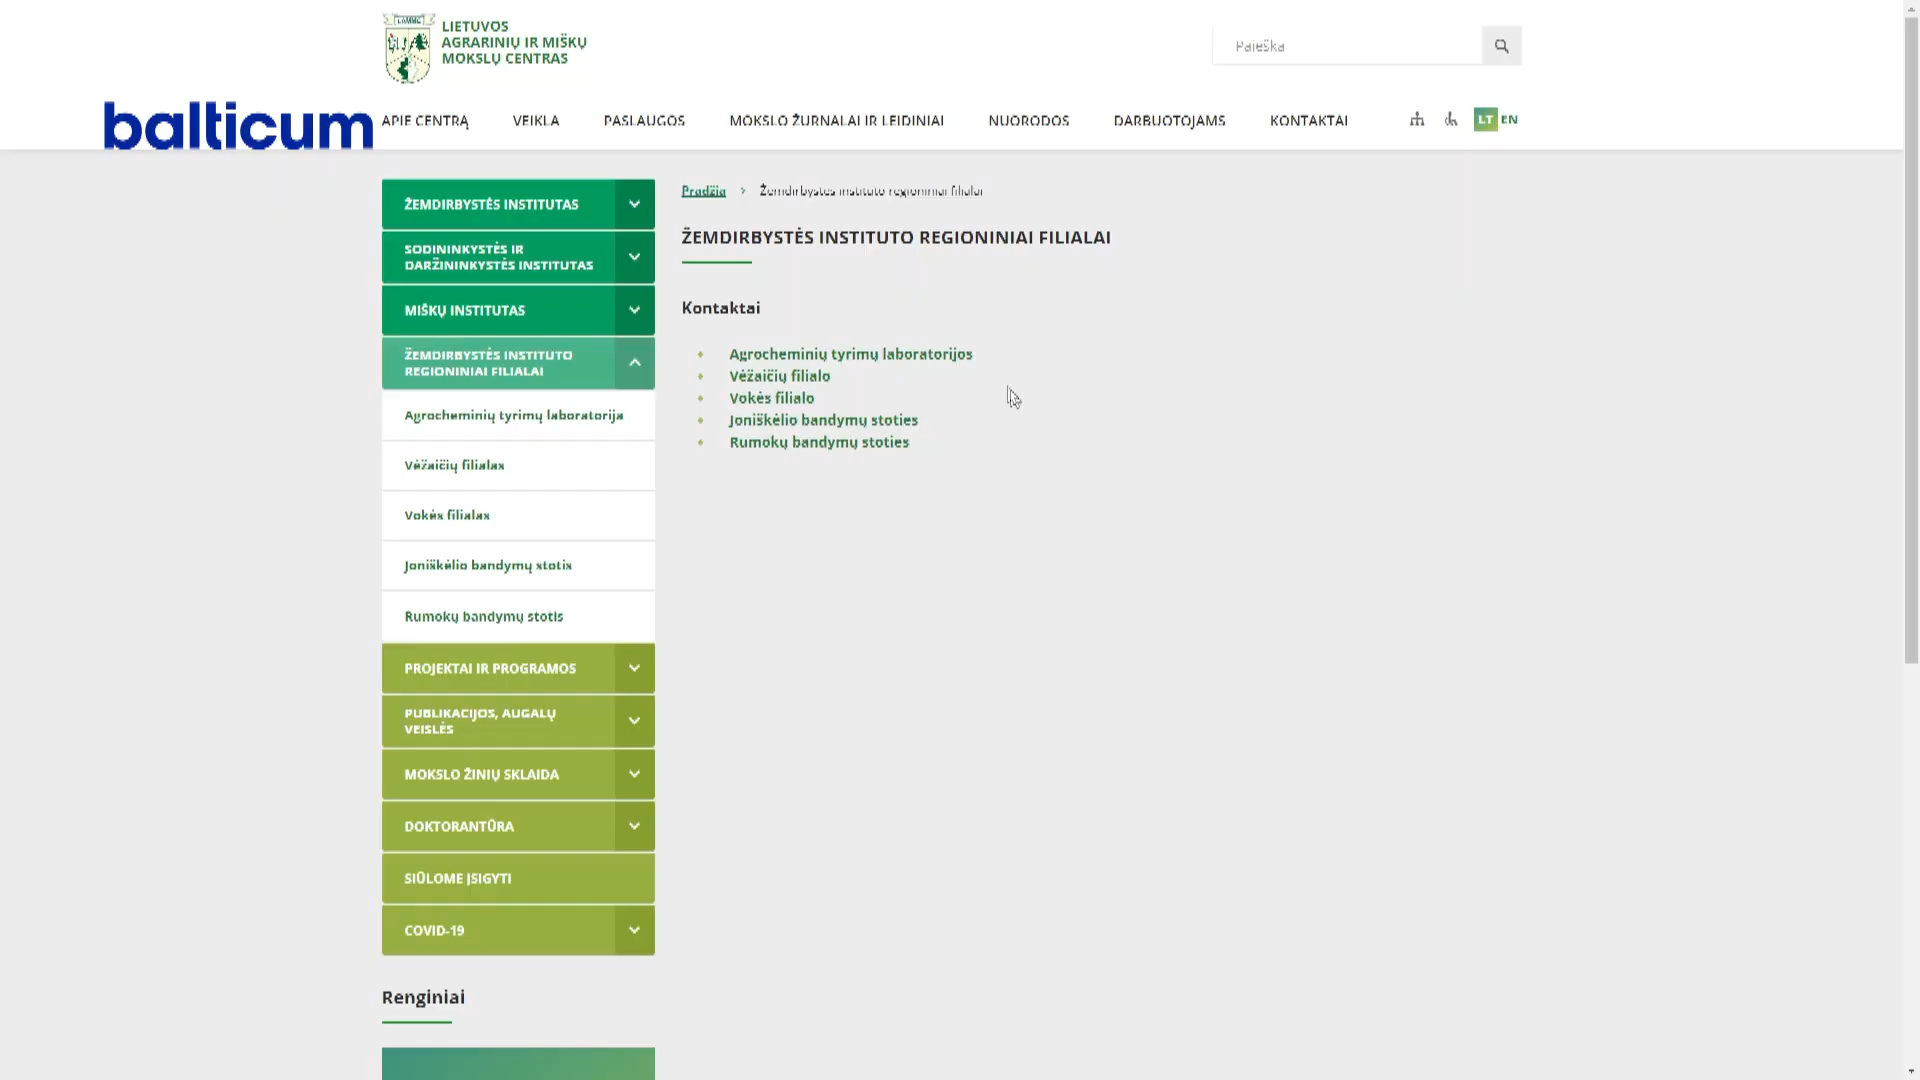 LIETUVOS
AGRARINIŲ IR MIŠKŲ
MOKSLŲ CENTRAS
Paieška
balticum
APIE CENTRĄ VEIKLA PASLAUGOS MOKSLO ŽURNALAI IR LEIDINIAI NUORODOS DARBUOTOJAMS KONTAKTAI LT EN
Pradžia > Žemdirbystės instituto regioniniai filialai
ŽEMDIRBYSTĖS INSTITUTO REGIONINIAI FILIALAI
Kontaktai
Agrocheminių tyrimų laboratorijos
Vėžaičių filialo
Vokės filialo
Joniškėlio bandymų stoties
Rumokų bandymų stoties
ŽEMDIRBYSTĖS INSTITUTAS
SODININKYSTĖS IR
DARŽININKYSTĖS INSTITUTAS
MIŠKŲ INSTITUTAS
ŽEMDIRBYSTĖS INSTITUTO
REGIONINIAI FILIALAI
Agrocheminių tyrimų laboratorija
Vėžaičių filialas
Vokės filialas
Joniškėlio bandymų stotis
Rumokų bandymų stotis
PROJEKTAI IR PROGRAMOS
PUBLIKACIJOS, AUGALŲ
VEISLĖS
MOKSLO ŽINIŲ SKLAIDA
DOKTORANTŪRA
SIŪLOME ĮSIGYTI
COVID-19
Renginiai